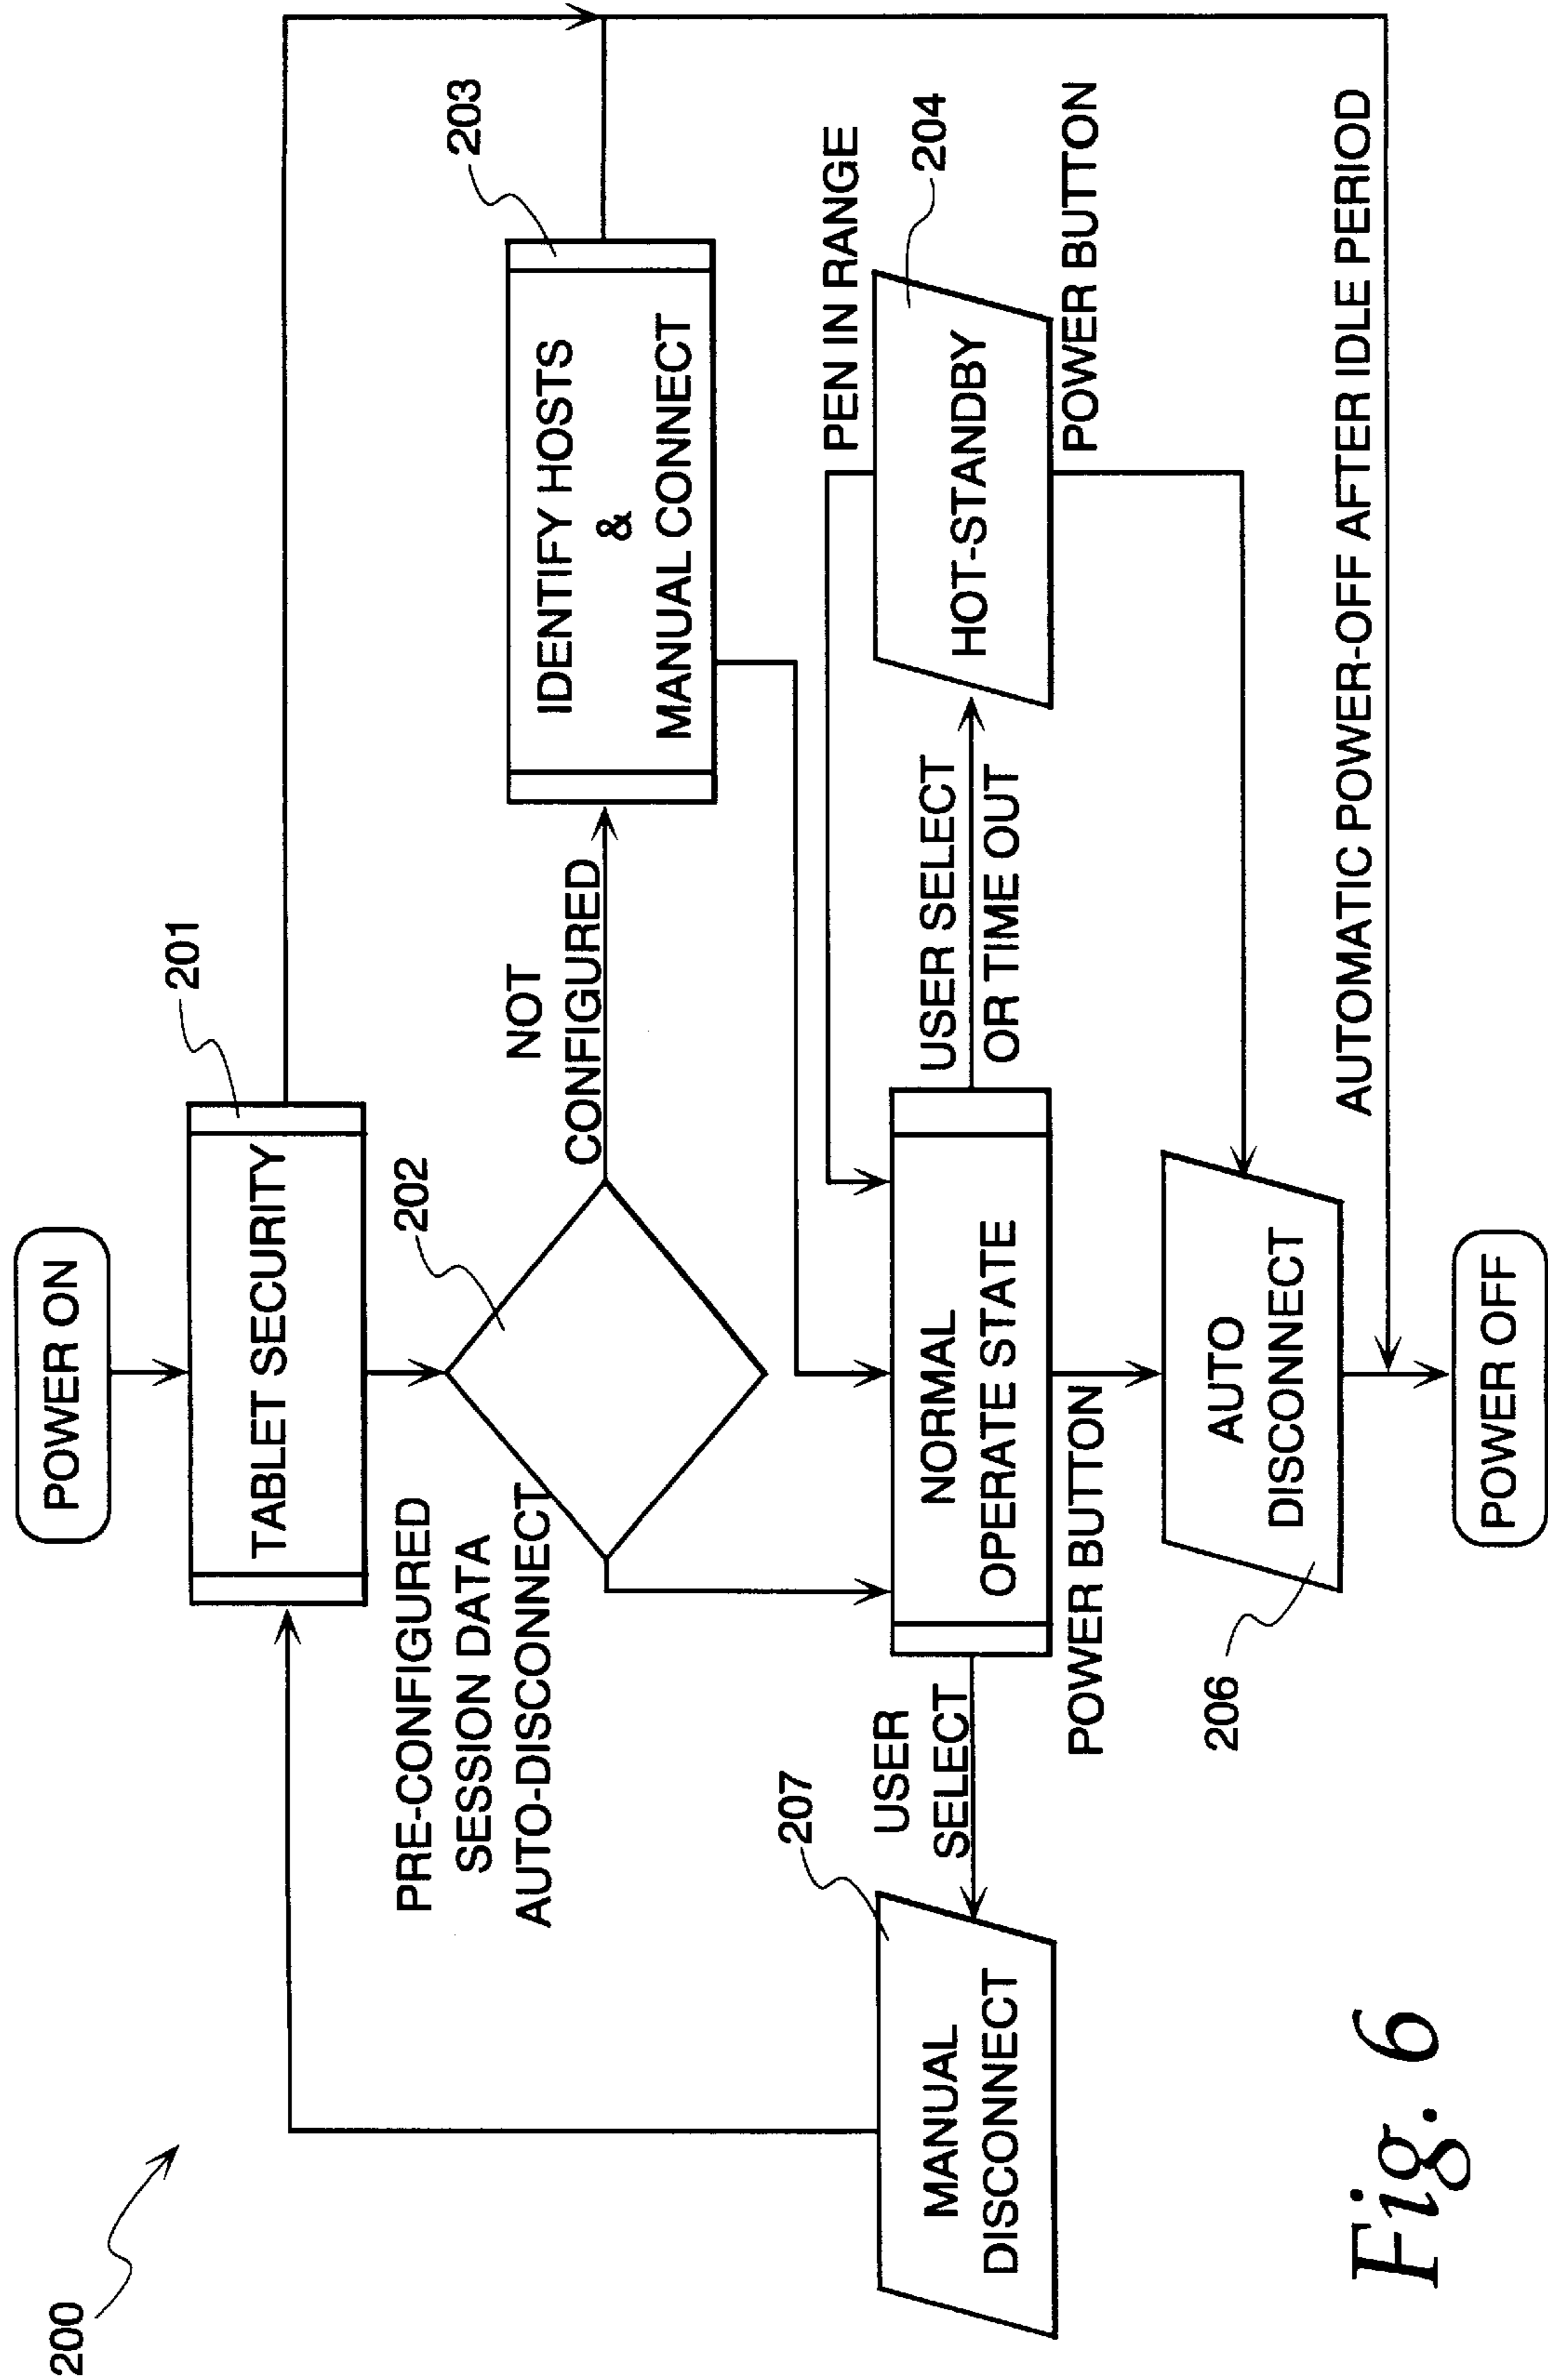 200
POWER ON
201
TABLET SECURITY
202
PRE-CONFIGURED
SESSION DATA
AUTO-DISCONNECT
NOT
CONFIGURED
203
IDENTIFY HOSTS
&
MANUAL CONNECT
PEN IN RANGE
204
HOT-STANDBY
POWER BUTTON
USER SELECT
OR TIME OUT
NORMAL
OPERATE STATE
USER
SELECT
207
MANUAL
DISCONNECT
POWER BUTTON
AUTO
DISCONNECT
206
AUTOMATIC POWER-OFF AFTER IDLE PERIOD
POWER OFF
Fig. 6